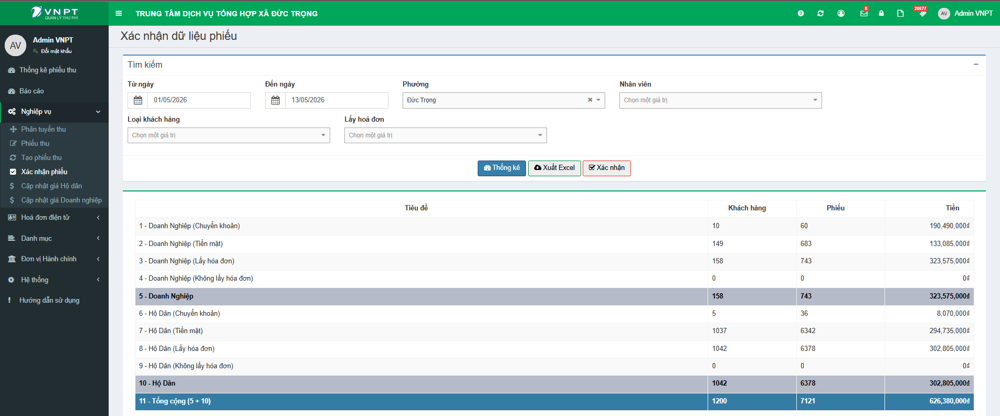 VNPT
QUẢN LÝ THU PHÍ
TRUNG TÂM DỊCH VỤ TỔNG HỢP XÃ ĐỨC TRỌNG
6
26677
AV
Admin VNPT
AV
Admin VNPT
Đổi mật khẩu
Thống kê phiếu thu
Báo cáo
Nghiệp vụ
Phân tuyến thu
Phiếu thu
Tạo phiếu thu
Xác nhận phiếu
Cập nhật giá Hộ dân
Cập nhật giá Doanh nghiệp
Hoá đơn điện tử
Danh mục
Đơn vị Hành chính
Hệ thống
Hướng dẫn sử dụng
Xác nhận dữ liệu phiếu
Tìm kiếm
Từ ngày
Đến ngày
Phường
Nhân viên
01/05/2026
13/05/2026
Đức Trọng
Chọn một giá trị
Loại khách hàng
Lấy hoá đơn
Chọn một giá trị
Chọn một giá trị
Thống kê
Xuất Excel
Xác nhận
Tiêu đề Khách hàng Phiếu Tiền
1 - Doanh Nghiệp (Chuyển khoản) 10 60 190,490,000₫
2 - Doanh Nghiệp (Tiền mặt) 149 683 133,085,000₫
3 - Doanh Nghiệp (Lấy hóa đơn) 158 743 323,575,000₫
4 - Doanh Nghiệp (Không lấy hóa đơn) 0 0 0₫
5 - Doanh Nghiệp 158 743 323,575,000₫
6 - Hộ Dân (Chuyển khoản) 5 36 8,070,000₫
7 - Hộ Dân (Tiền mặt) 1037 6342 294,735,000₫
8 - Hộ Dân (Lấy hóa đơn) 1042 6378 302,805,000₫
9 - Hộ Dân (Không lấy hóa đơn) 0 0 0₫
10 - Hộ Dân 1042 6378 302,805,000₫
11 - Tổng cộng (5 + 10) 1200 7121 626,380,000₫